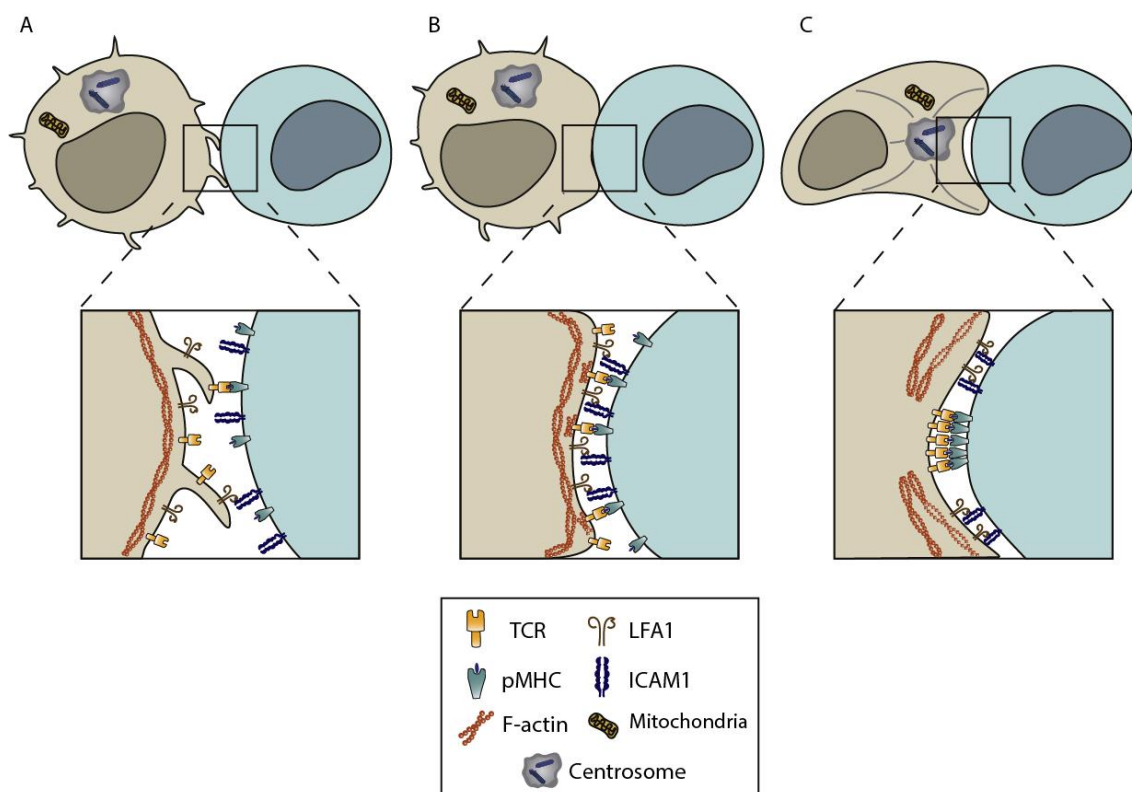 A
B
C
TCR
LFA1
pMHC
ICAM1
F-actin
Mitochondria
Centrosome